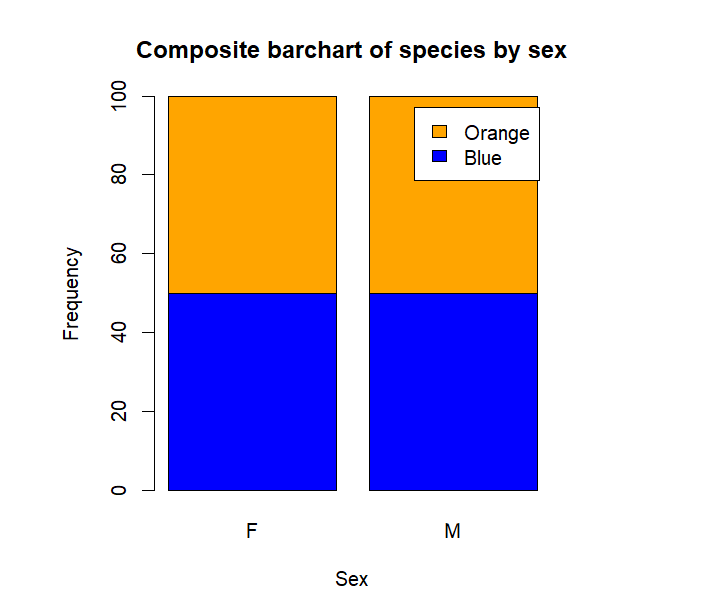 Composite barchart of species by sex
Frequency
100
80
60
40
20
0
Orange
Blue
F M
Sex